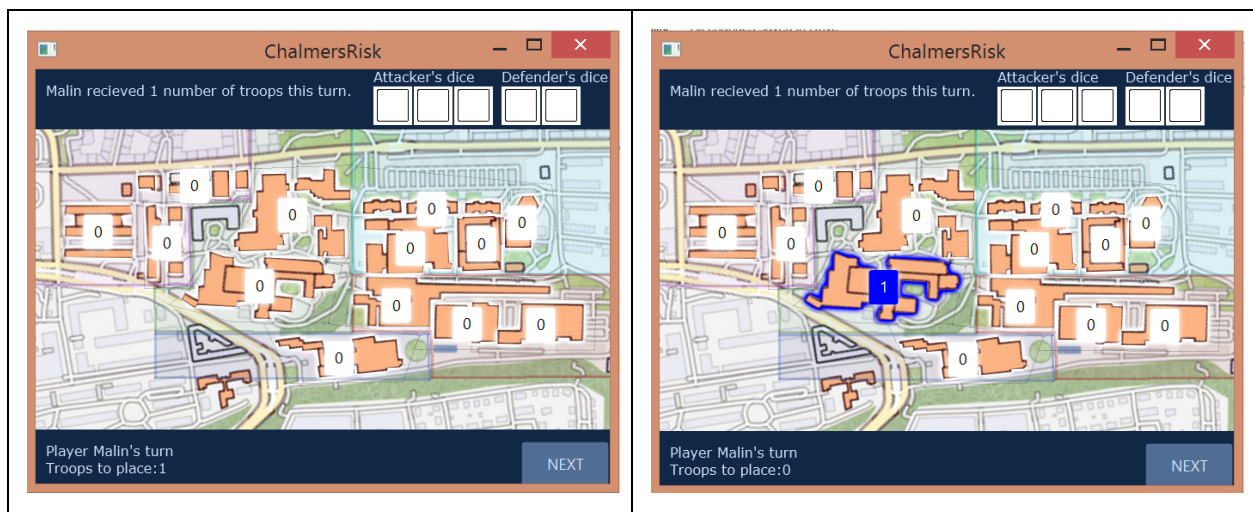 ChalmersRisk
Malin recieved 1 number of troops this turn.
Attacker's dice
Defender's dice
0
0
0
0
0
0
0
0
0
0
0
0
0
0
Player Malin's turn
Troops to place:1
NEXT
ChalmersRisk
Malin recieved 1 number of troops this turn.
Attacker's dice
Defender's dice
0
0
0
0
0
0
0
0
1
0
0
0
0
Player Malin's turn
Troops to place:0
NEXT